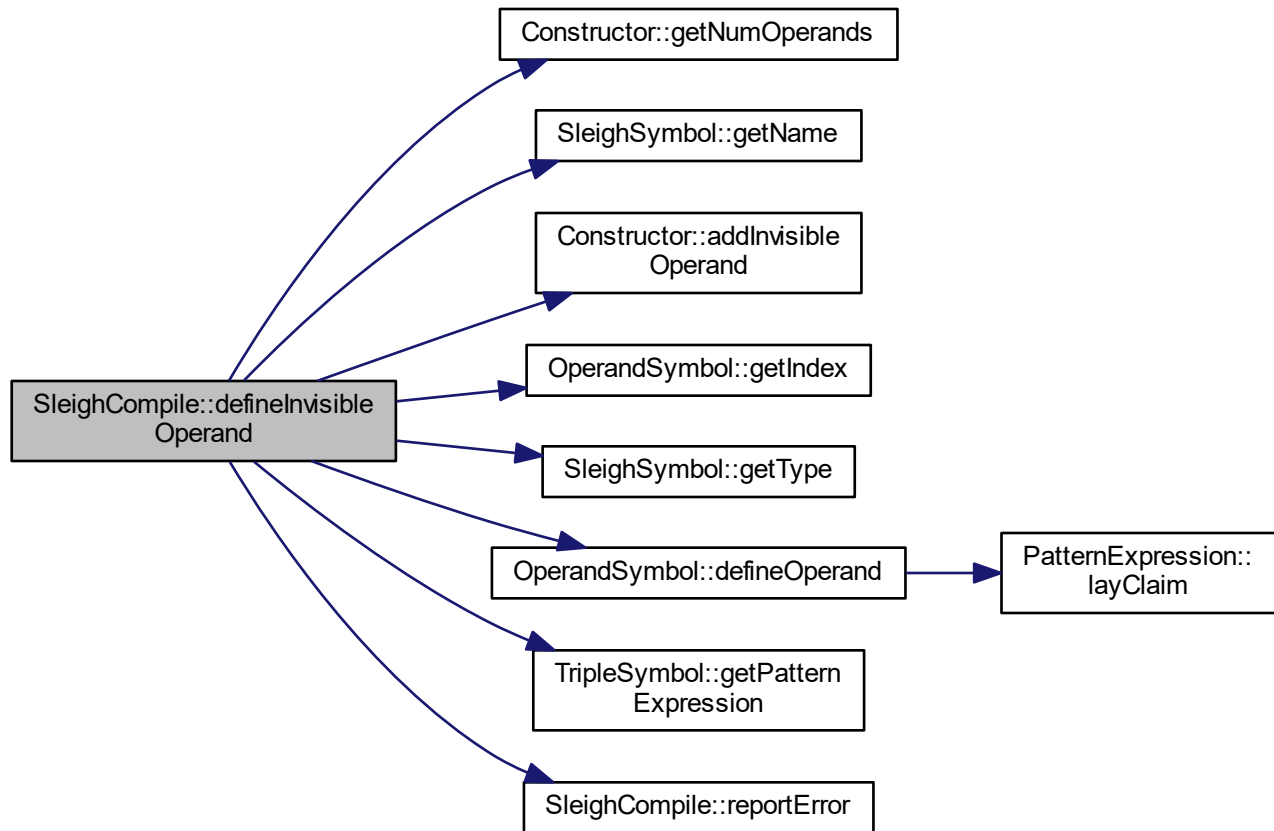 Constructor::getNumOperands
SleighSymbol::getName
Constructor::addInvisible
Operand
OperandSymbol::getIndex
SleighCompile::defineInvisible
Operand
SleighSymbol::getType
OperandSymbol::defineOperand
PatternExpression::
layClaim
TripleSymbol::getPattern
Expression
SleighCompile::reportError